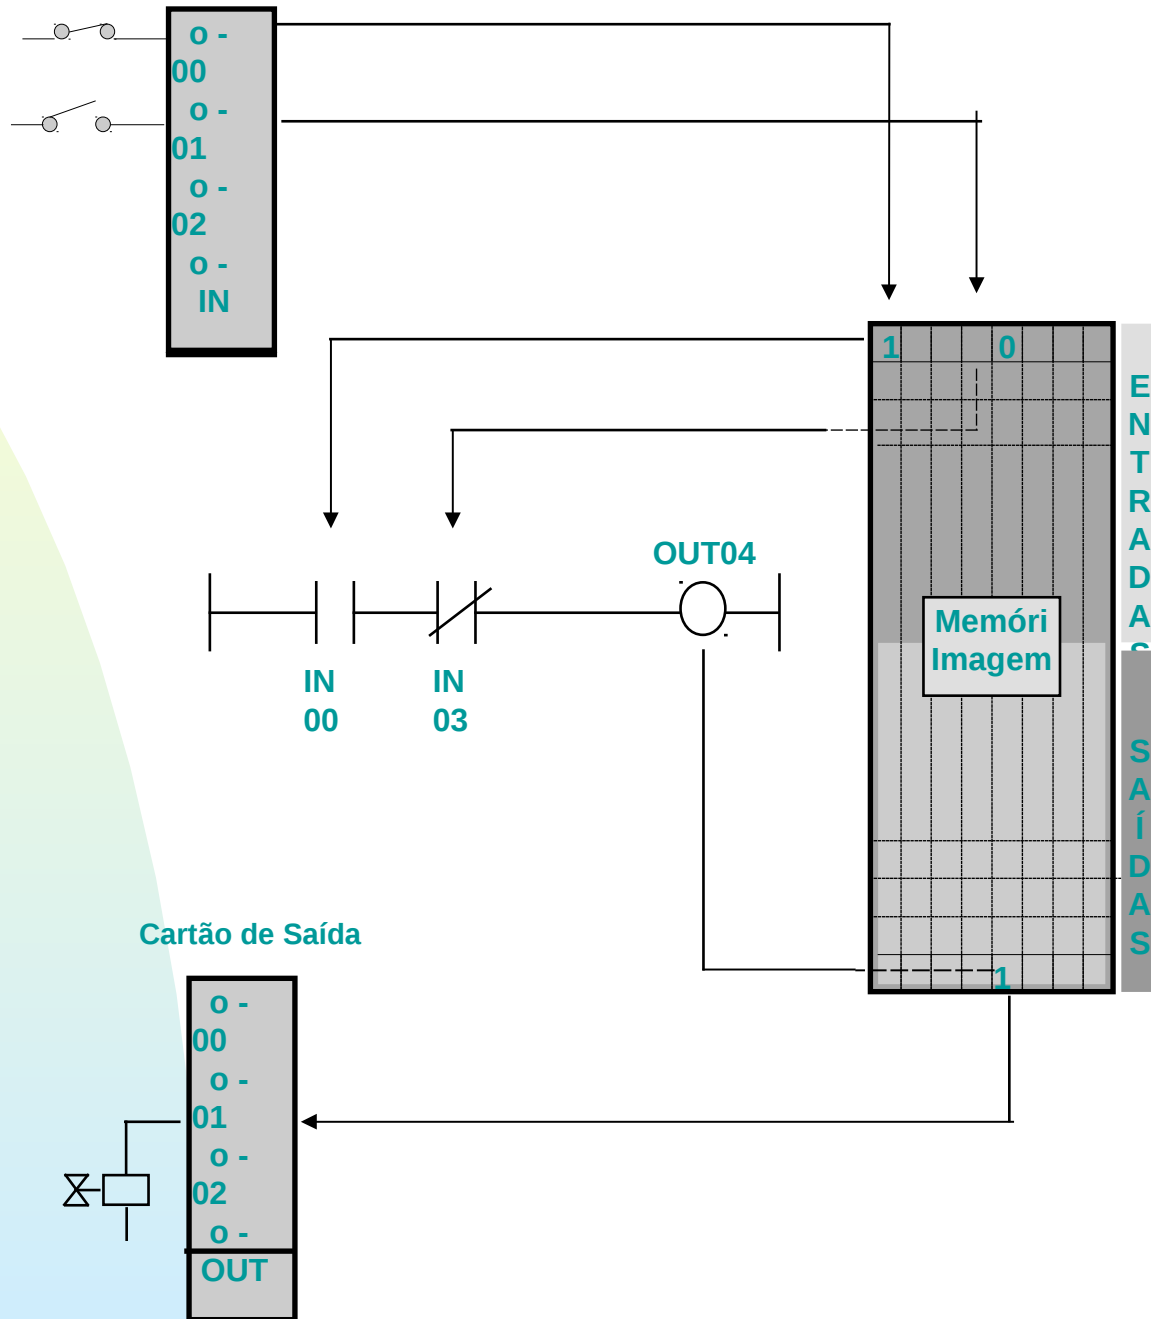 o -
00
o -
01
o -
02
o -
IN
1 0
E
N
T
R
A
D
A
S
OUT04
Memóri
Imagem
IN
00
IN
03
S
A
Í
D
A
S
1
Cartão de Saída
o -
00
o -
01
o -
02
o -
OUT